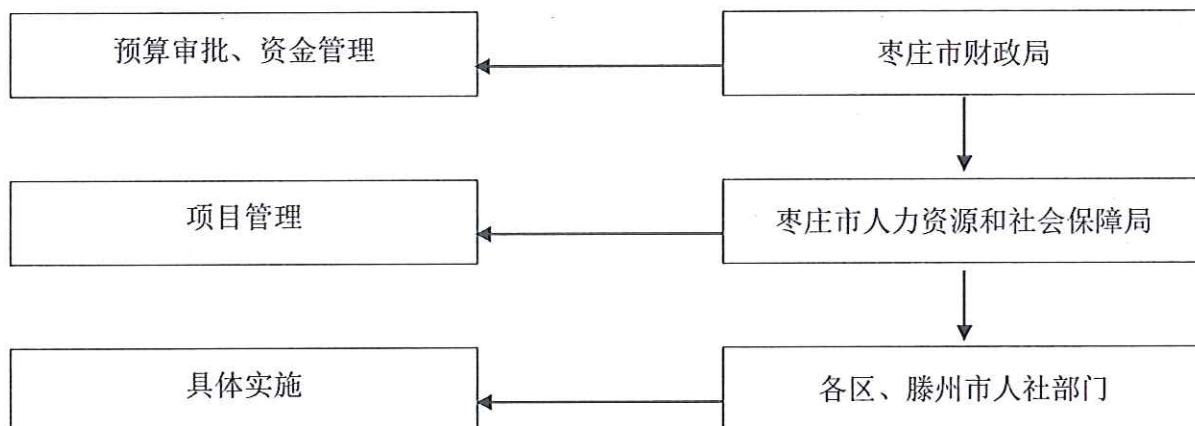 预算审批、资金管理
枣庄市财政局
项目管理
枣庄市人力资源和社会保障局
具体实施
各区、滕州市人社部门